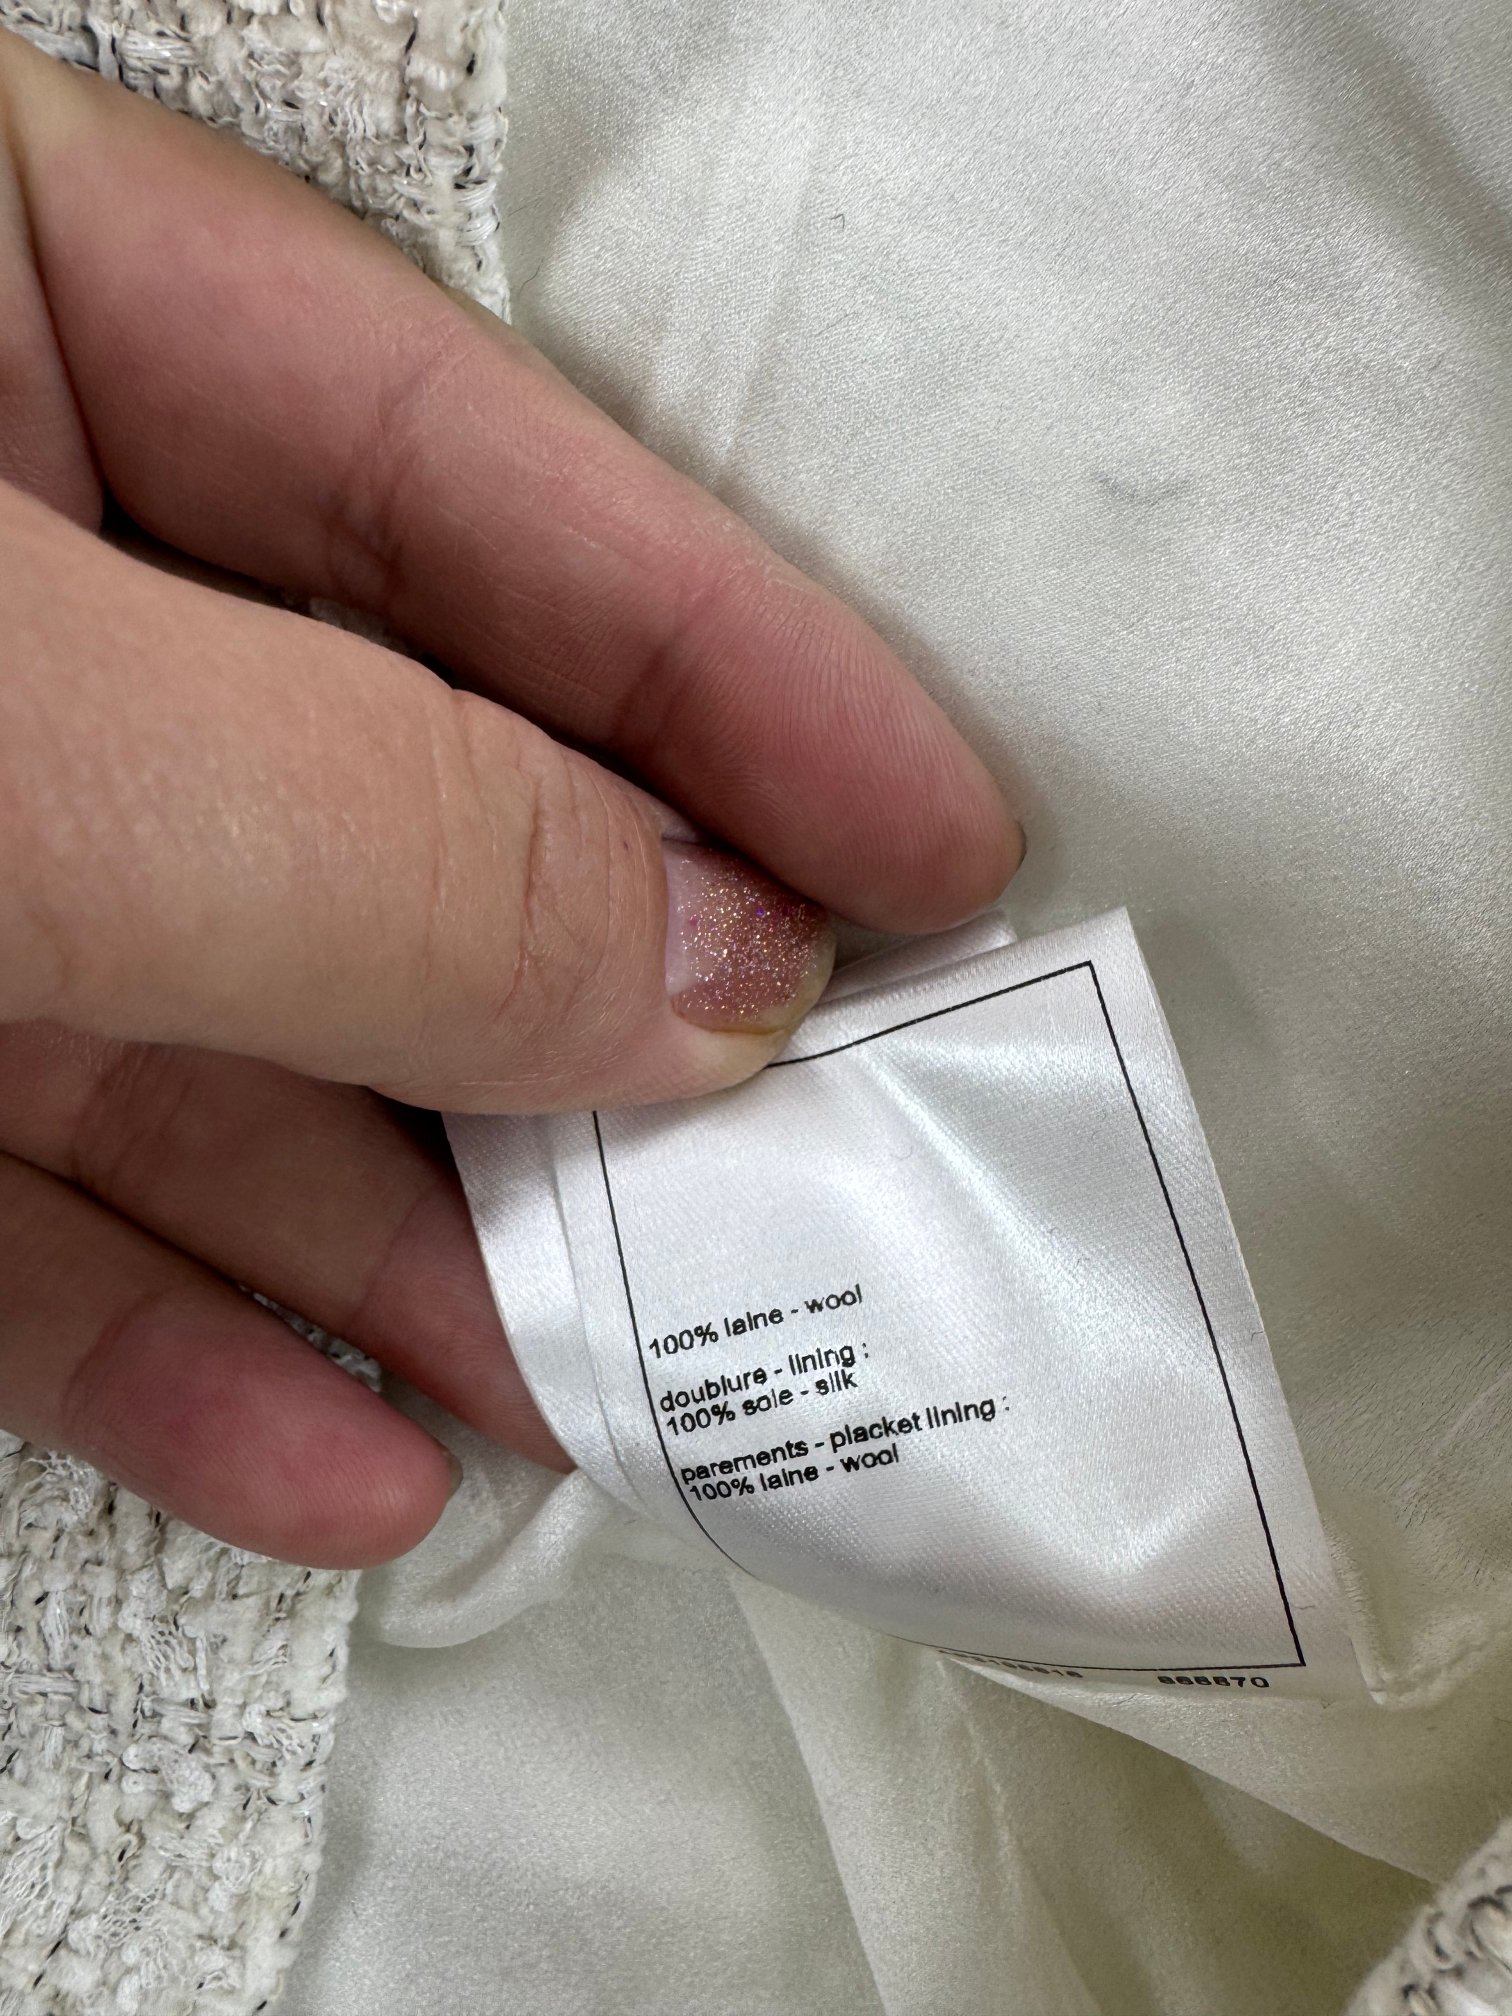 100% laine - wool
doublure - lining :
100% soie - silk
parements - placket lining :
100% laine - wool